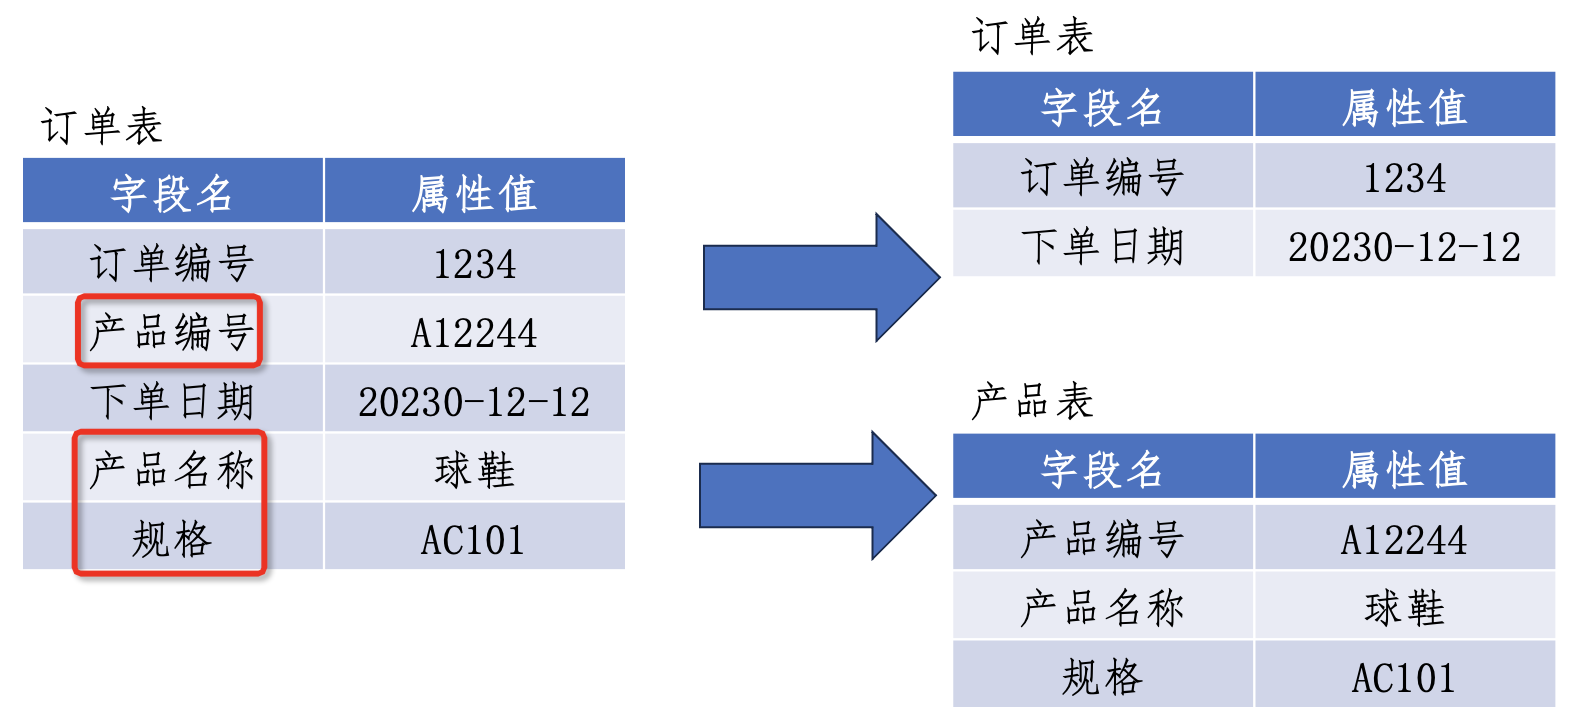 订单表
字段名 属性值
订单编号 1234
产品编号 A12244
下单日期 20230-12-12
产品名称 球鞋
规格 AC101
订单表
字段名 属性值
订单编号 1234
下单日期 20230-12-12
产品表
字段名 属性值
产品编号 A12244
产品名称 球鞋
规格 AC101